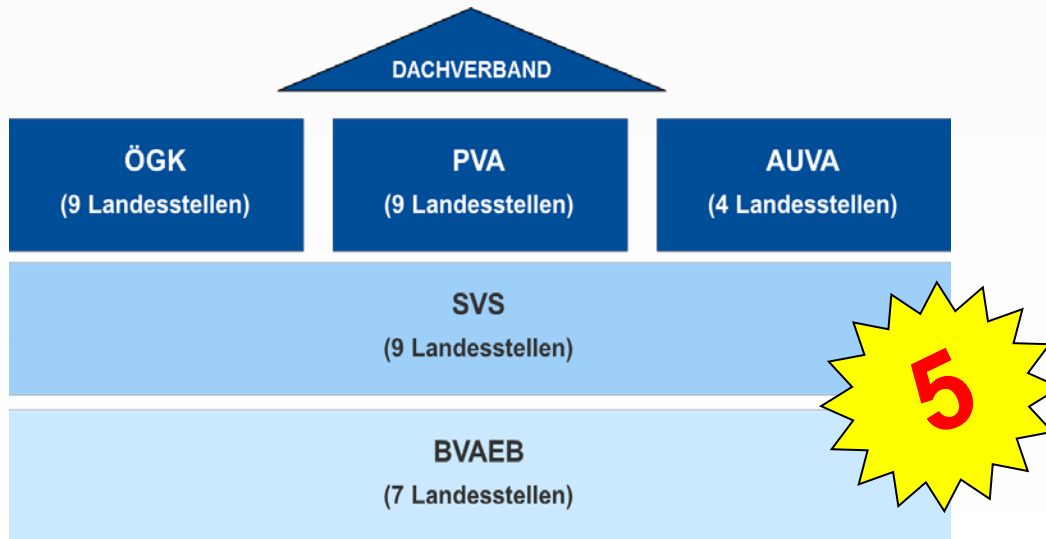 DACHVERBAND
ÖGK
(9 Landesstellen)
PVA
(9 Landesstellen)
AUVA
(4 Landesstellen)
SVS
(9 Landesstellen)
5
BVAEB
(7 Landesstellen)